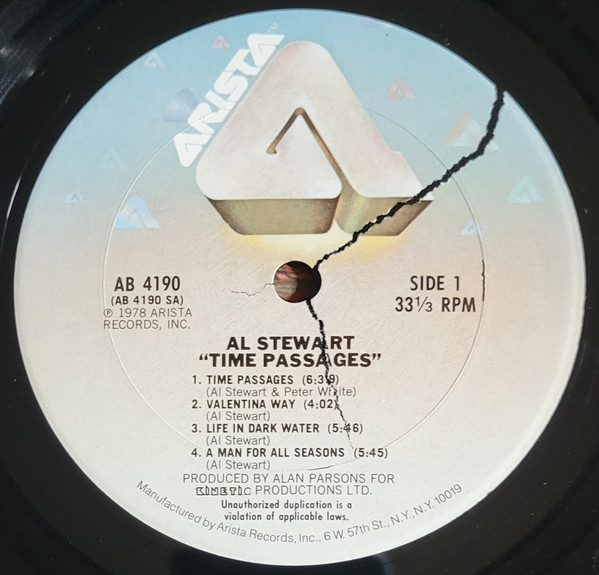 ARISTA™
AB 4190
(AB 4190 SA)
℗ 1978 ARISTA
RECORDS, INC.
SIDE 1
33⅓ RPM
AL STEWART
“TIME PASSAGES”
1. TIME PASSAGES (6:39)
(Al Stewart & Peter White)
2. VALENTINA WAY (4:02)
(Al Stewart)
3. LIFE IN DARK WATER (5:46)
(Al Stewart)
4. A MAN FOR ALL SEASONS (5:45)
(Al Stewart)
PRODUCED BY ALAN PARSONS FOR
KINETIC PRODUCTIONS LTD.
Unauthorized duplication is a
violation of applicable laws.
Manufactured by Arista Records, Inc., 6 W. 57th St., N.Y., N.Y. 10019